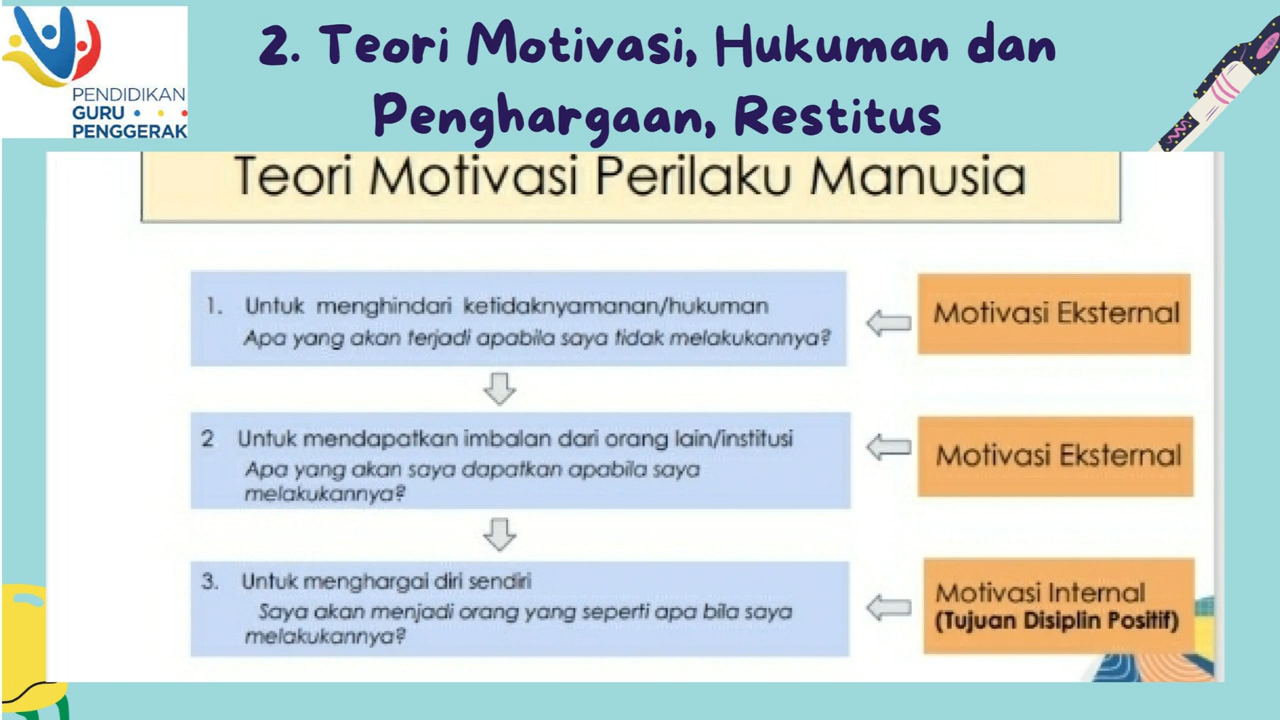 PENDIDIKAN
GURU
PENGGERAK
2. Teori Motivasi, Hukuman dan
Penghargaan, Restitus
Teori Motivasi Perilaku Manusia
1. Untuk menghindari ketidaknyamanan/hukuman
Apa yang akan terjadi apabila saya tidak melakukannya?
Motivasi Eksternal
2 Untuk mendapatkan imbalan dari orang lain/institusi
Apa yang akan saya dapatkan apabila saya
melakukannya?
Motivasi Eksternal
3. Untuk menghargai diri sendiri
Saya akan menjadi orang yang seperti apa bila saya
melakukannya?
Motivasi Internal
(Tujuan Disiplin Positif)